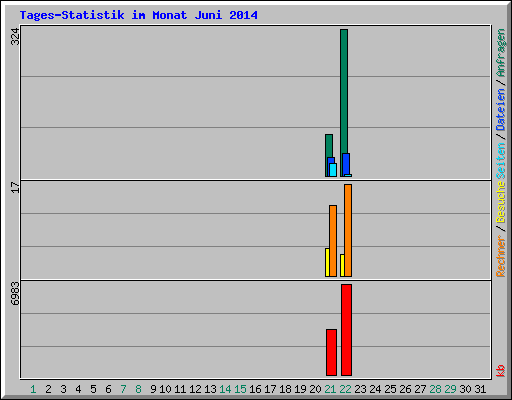 Tages-Statistik im Monat Juni 2014
324
17
6983
Anfragen / Dateien / Seiten
Rechner / Besuche
kb
1 2 3 4 5 6 7 8 9 10 11 12 13 14 15 16 17 18 19 20 21 22 23 24 25 26 27 28 29 30 31